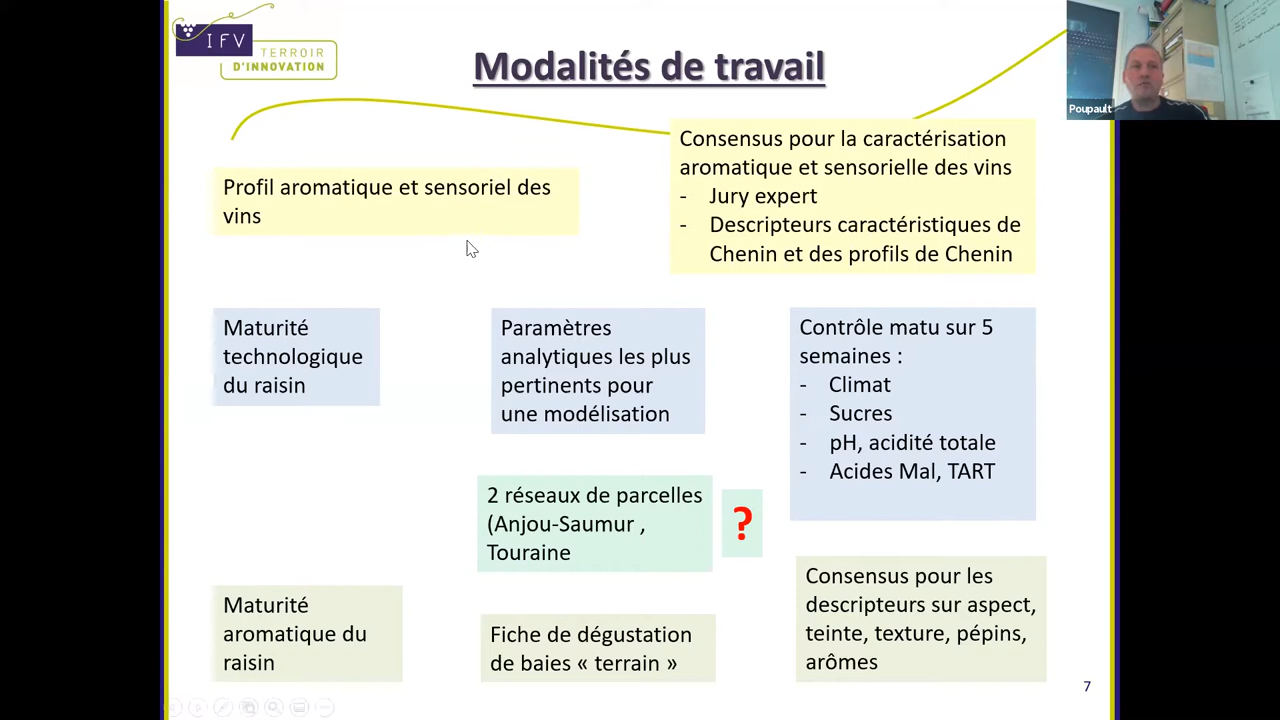 IFV
TERROIR
D'INNOVATION
Modalités de travail
Poupault
Profil aromatique et sensoriel des
vins
Consensus pour la caractérisation
aromatique et sensorielle des vins
- Jury expert
- Descripteurs caractéristiques de
Chenin et des profils de Chenin
Maturité
technologique
du raisin
Paramètres
analytiques les plus
pertinents pour
une modélisation
Contrôle matu sur 5
semaines :
- Climat
- Sucres
- pH, acidité totale
- Acides Mal, TART
2 réseaux de parcelles
(Anjou-Saumur ,
Touraine
?
Maturité
aromatique du
raisin
Fiche de dégustation
de baies « terrain »
Consensus pour les
descripteurs sur aspect,
teinte, texture, pépins,
arômes
7